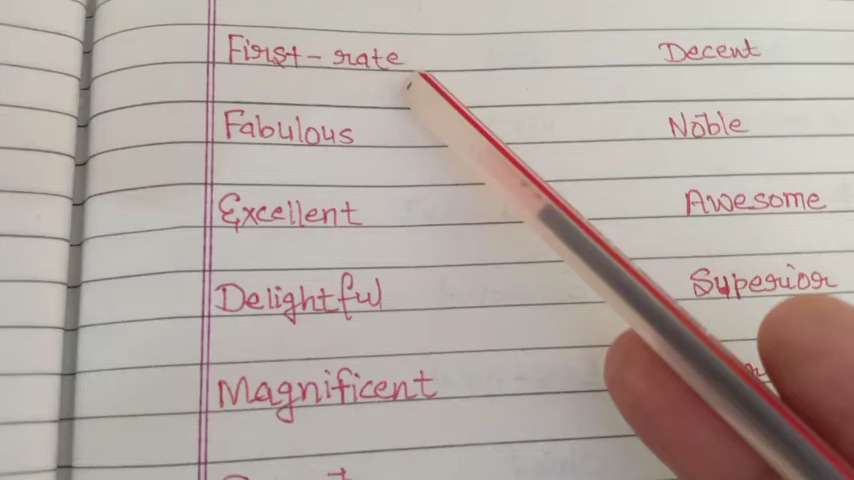 First-rate Decent
Fabulous Noble
Excellent Awesome
Delightful Superior
Magnificent